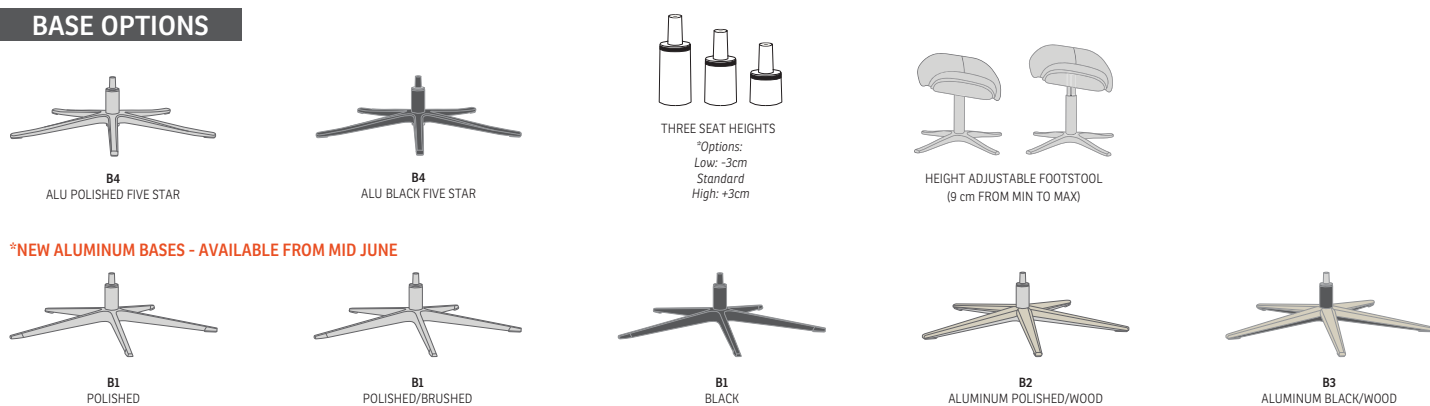 BASE OPTIONS
B4
ALU POLISHED FIVE STAR
B4
ALU BLACK FIVE STAR
THREE SEAT HEIGHTS
*Options:
Low: -3cm
Standard
High: +3cm
HEIGHT ADJUSTABLE FOOTSTOOL
(9 cm FROM MIN TO MAX)
*NEW ALUMINUM BASES - AVAILABLE FROM MID JUNE
B1
POLISHED
B1
POLISHED/BRUSHED
B1
BLACK
B2
ALUMINUM POLISHED/WOOD
B3
ALUMINUM BLACK/WOOD